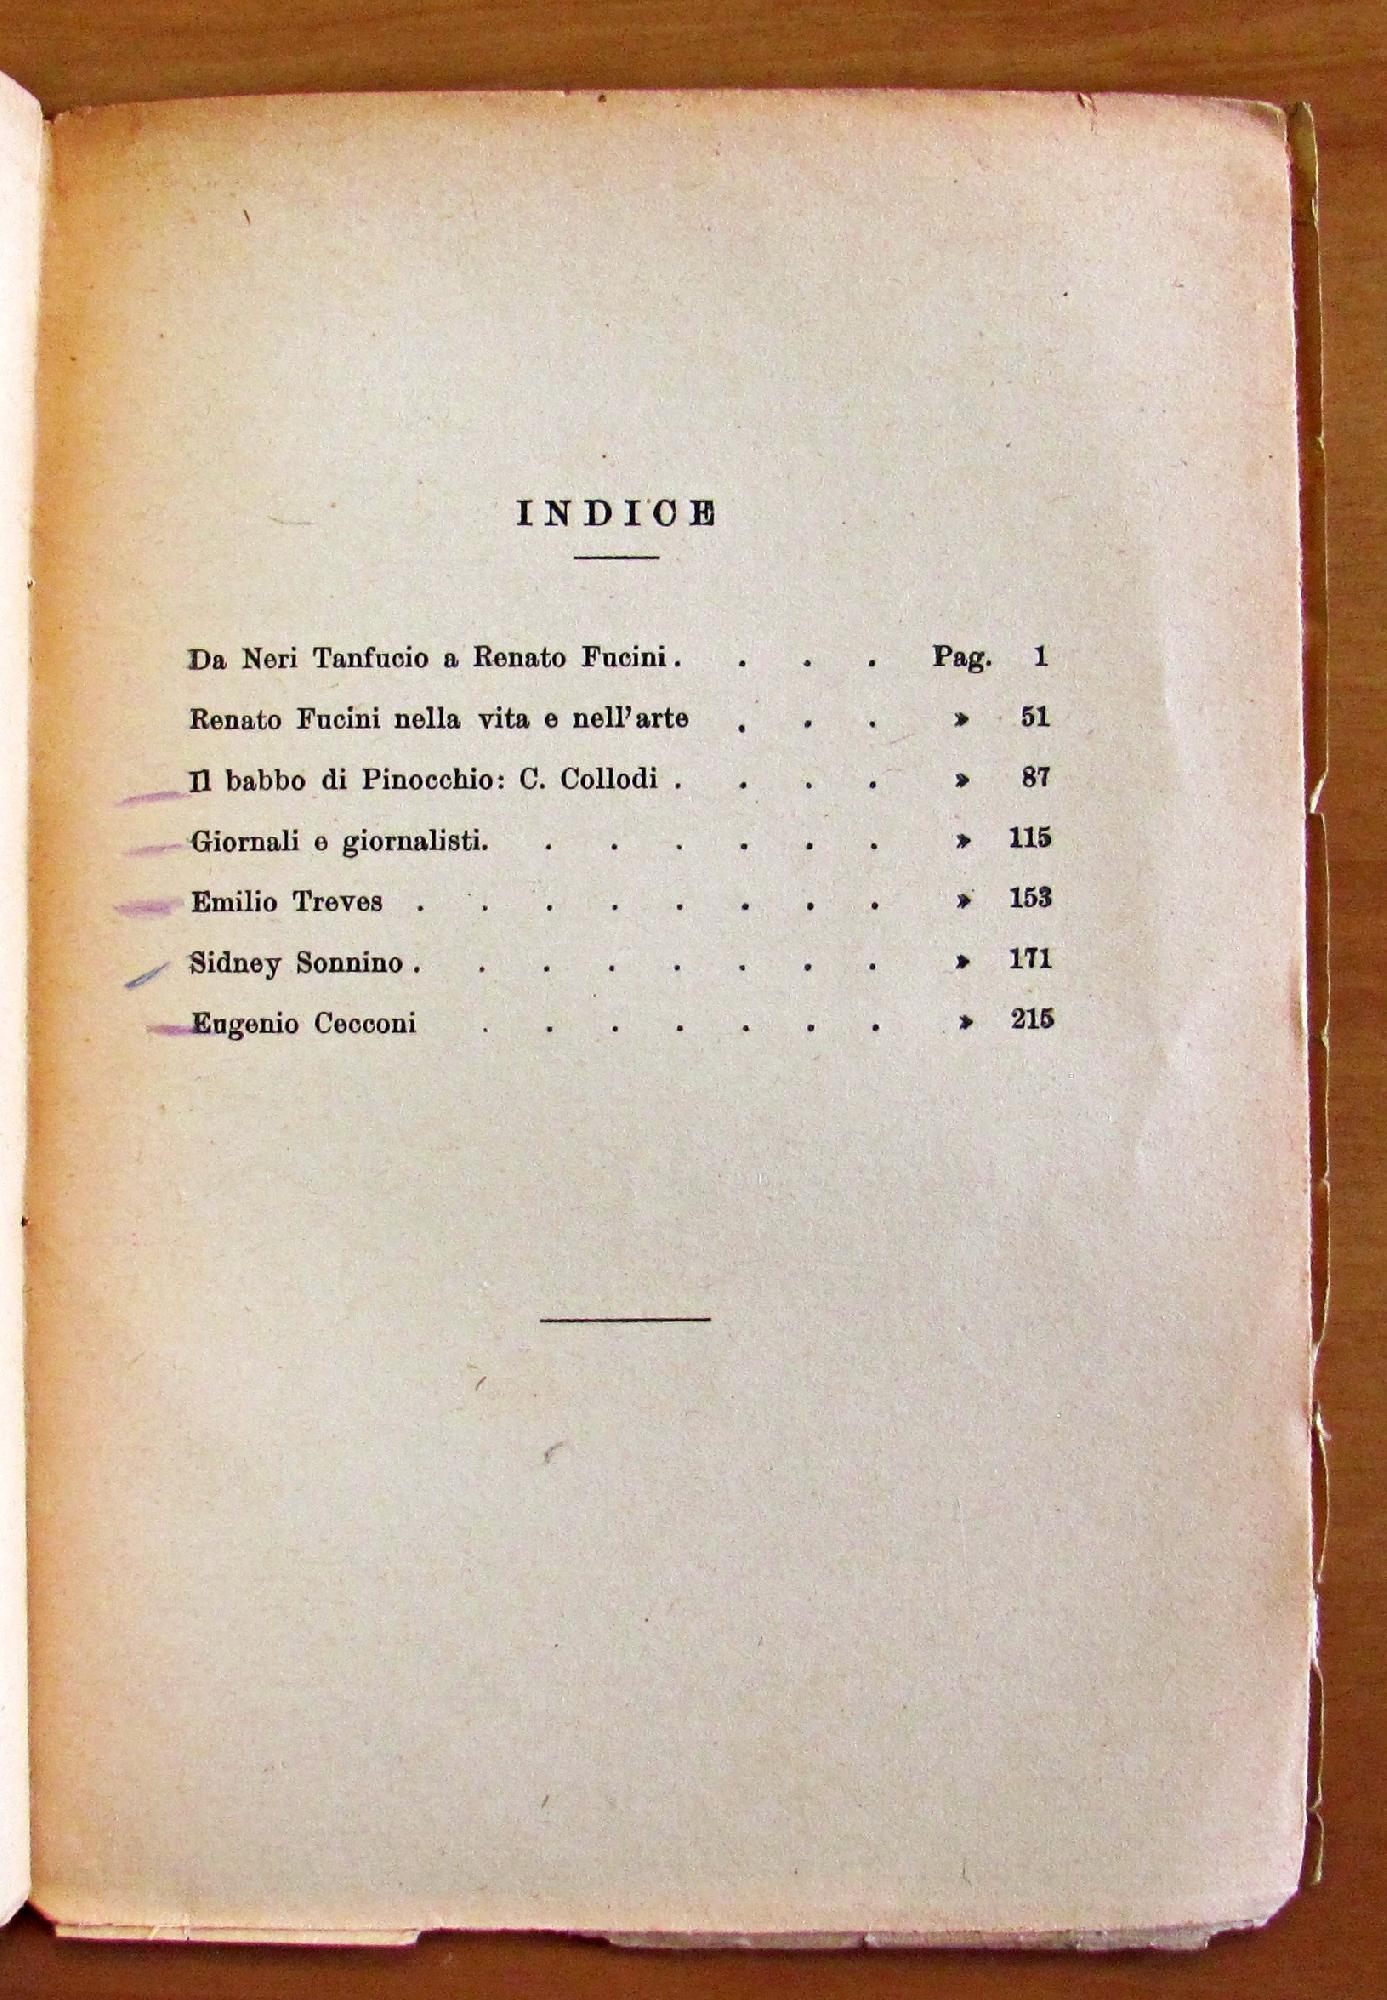 INDICE
Da Neri Tanfucio a Renato Fucini . . . . Pag. 1
Renato Fucini nella vita e nell'arte . . . » 51
Il babbo di Pinocchio: C. Collodi . . . . » 87
Giornali e giornalisti. . . . . . . » 115
Emilio Treves . . . . . . . . » 153
Sidney Sonnino . . . . . . . . » 171
Eugenio Cecconi . . . . . . . » 215